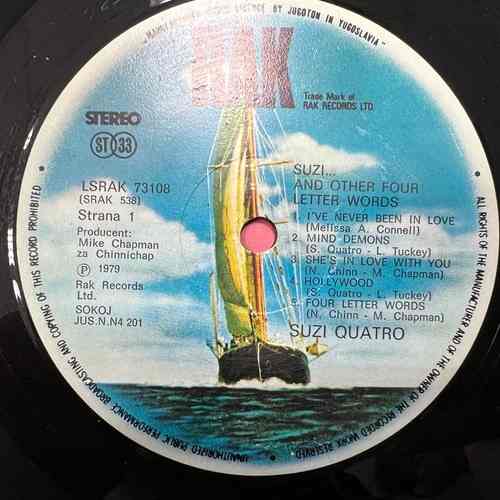 LICENCE BY JUGOTON IN YUGOSLAVIA"
RAK
Trade Mark of
RAK RECORDS LTD.
STEREO
ST 33
LSRAK 73108
(SRAK 538)
Strana 1
Producent:
Mike Chapman
za Chinnichap
P 1979
Rak Records
Ltd.
SOKOJ
JUS.N.N4 201
SUZI...
AND OTHER FOUR
LETTER WORDS
1. I'VE NEVER BEEN IN LOVE
(Melissa A. Connell)
2. MIND DEMONS
(S. Quatro - L. Tuckey)
3. SHE'S IN LOVE WITH YOU
(N. Chinn - M. Chapman)
4. HOLLYWOOD
(S. Quatro - L. Tuckey)
5. FOUR LETTER WORDS
(N. Chinn - M. Chapman)
SUZI QUATRO
ALL RIGHTS OF THE MANUFACTURER AND OF THE OWNER OF THE RECORDED WORK RESERVED
UNAUTHORIZED PUBLIC PERFORMANCE, BROADCASTING AND COPYING OF THIS RECORD PROHIBITED